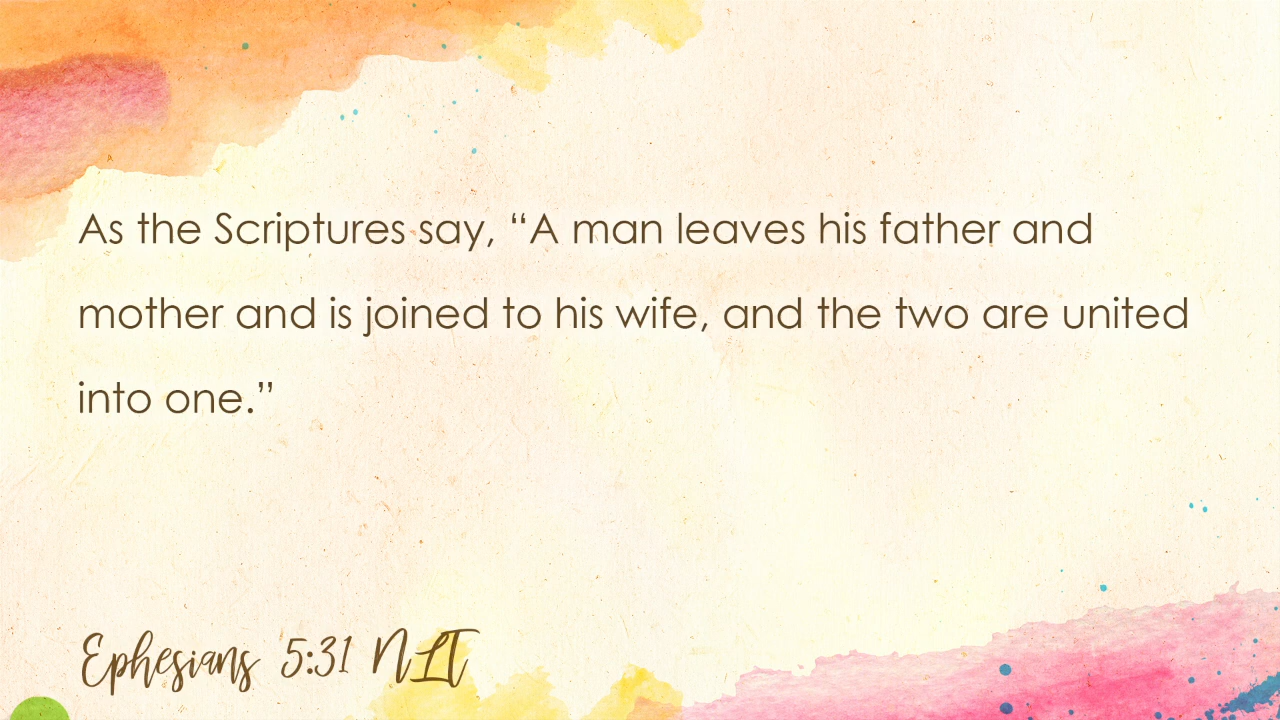 As the Scriptures say, “A man leaves his father and
mother and is joined to his wife, and the two are united
into one.”
Ephesians 5:31 NLT